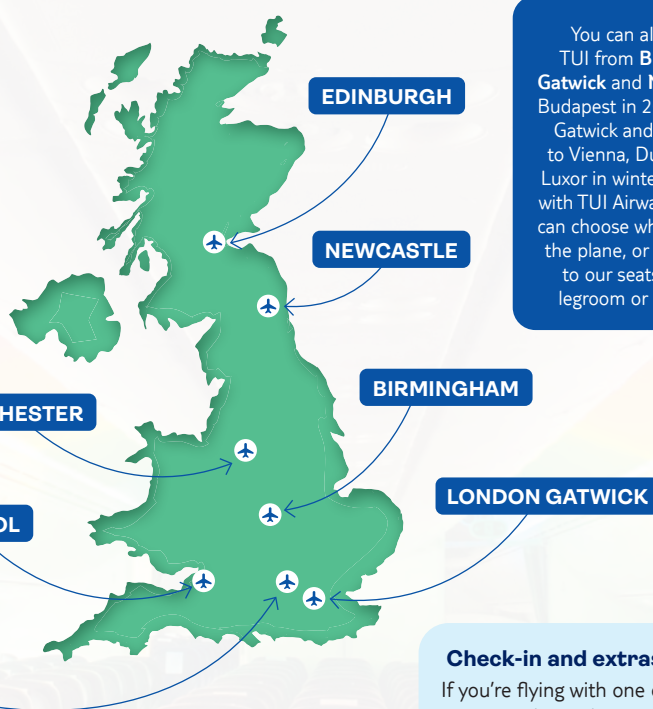 EDINBURGH
NEWCASTLE
BIRMINGHAM
HESTER
LONDON GATWICK
OL
You can al
TUI from B
Gatwick and N
Budapest in 2
Gatwick and
to Vienna, Du
Luxor in winte
with TUI Airwa
can choose wh
the plane, or
to our seats
legroom or
Check-in and extras
If you're flying with one